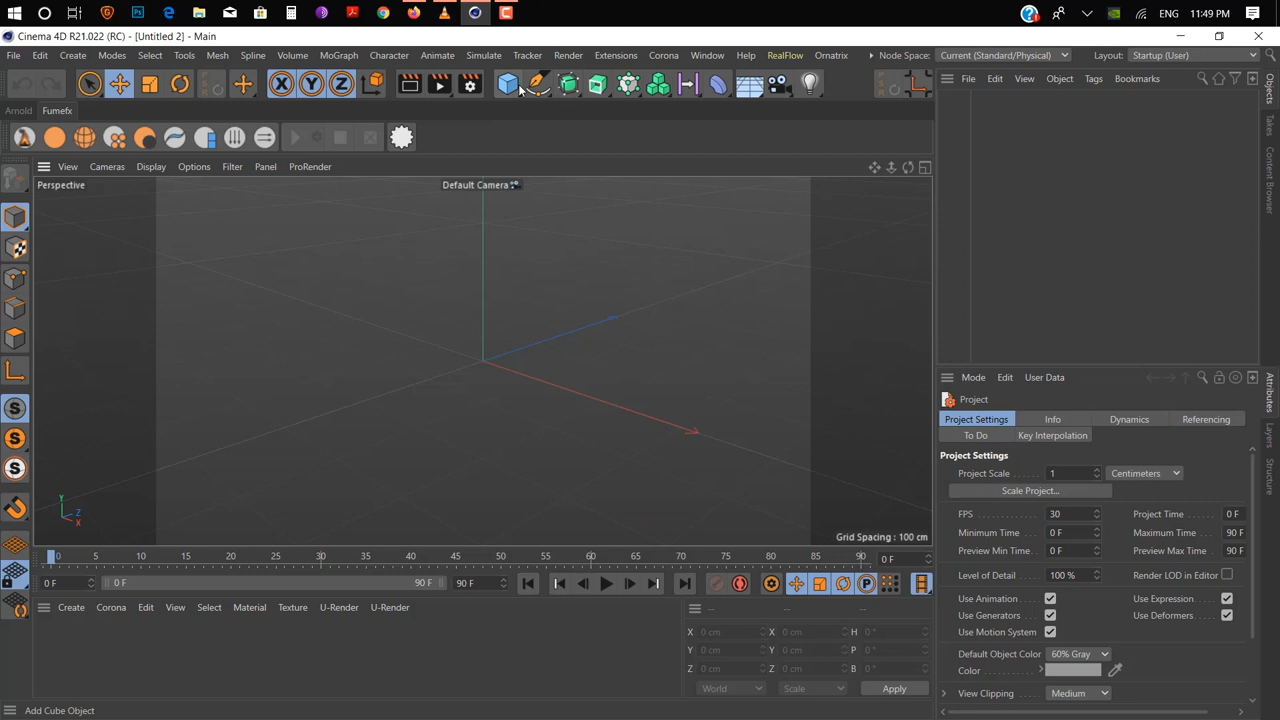 ENG 11:49 PM
Cinema 4D R21.022 (RC) - [Untitled 2] - Main
File Edit Create Modes Select Tools Mesh Spline Volume MoGraph Character Animate Simulate Tracker Render Extensions Corona Window Help RealFlow Ornatrix Node Space: Current (Standard/Physical) Layout: Startup (User)
X Y Z
File Edit View Object Tags Bookmarks
Arnold Fumefx
View Cameras Display Options Filter Panel ProRender
Perspective
Default Camera
Y
Z
X
Grid Spacing : 100 cm
Objects
Takes
Content Browser
Mode Edit User Data
Project
Project Settings Info Dynamics Referencing
To Do Key Interpolation
Project Settings
Project Scale 1 Centimeters
Scale Project...
FPS 30 Project Time 0 F
Minimum Time 0 F Maximum Time 90 F
Preview Min Time 0 F Preview Max Time 90 F
Level of Detail 100 % Render LOD in Editor
Use Animation Use Expression
Use Generators Use Deformers
Use Motion System
Default Object Color 60% Gray
Color
View Clipping Medium
Attributes
Layers
Structure
0 5 10 15 20 25 30 35 40 45 50 55 60 65 70 75 80 85 90 0 F
0 F 0 F 90 F 90 F
P
S
S
S
Create Corona Edit View Select Material Texture U-Render U-Render
-- -- --
X 0 cm X 0 cm H 0 °
Y 0 cm Y 0 cm P 0 °
Z 0 cm Z 0 cm B 0 °
World Scale Apply
Add Cube Object